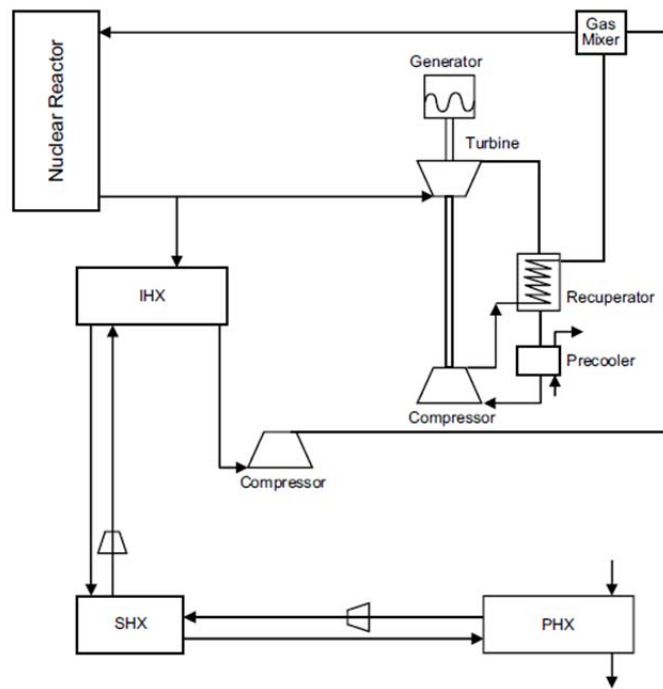 Gas
Mixer
Nuclear Reactor
Generator
Turbine
IHX
Recuperator
Precooler
Compressor
Compressor
SHX
PHX